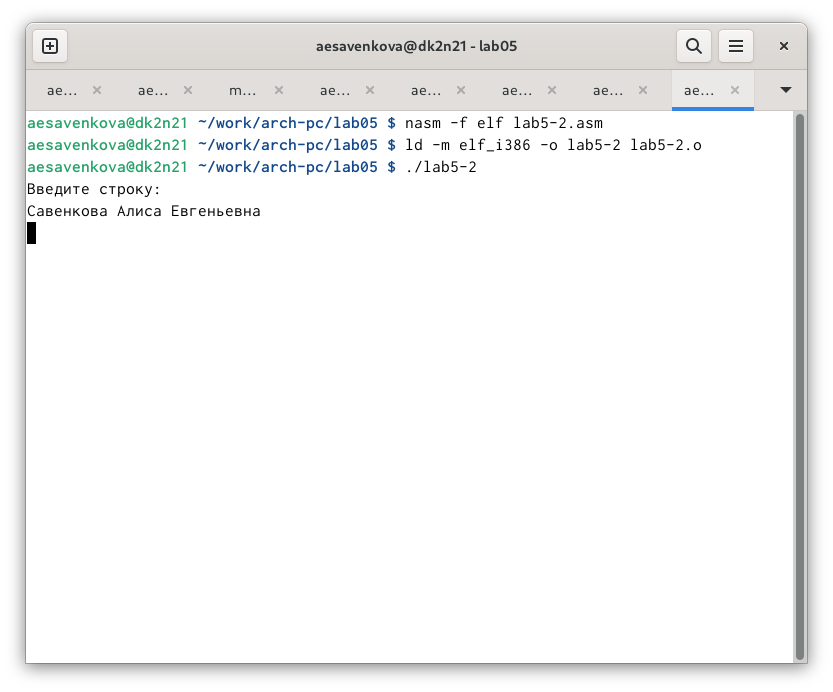 aesavenkova@dk2n21 - lab05
ae... ae... m... ae... ae... ae... ae... ae...
aesavenkova@dk2n21 ~/work/arch-pc/lab05 $ nasm -f elf lab5-2.asm
aesavenkova@dk2n21 ~/work/arch-pc/lab05 $ ld -m elf_i386 -o lab5-2 lab5-2.o
aesavenkova@dk2n21 ~/work/arch-pc/lab05 $ ./lab5-2
Введите строку:
Савенкова Алиса Евгеньевна